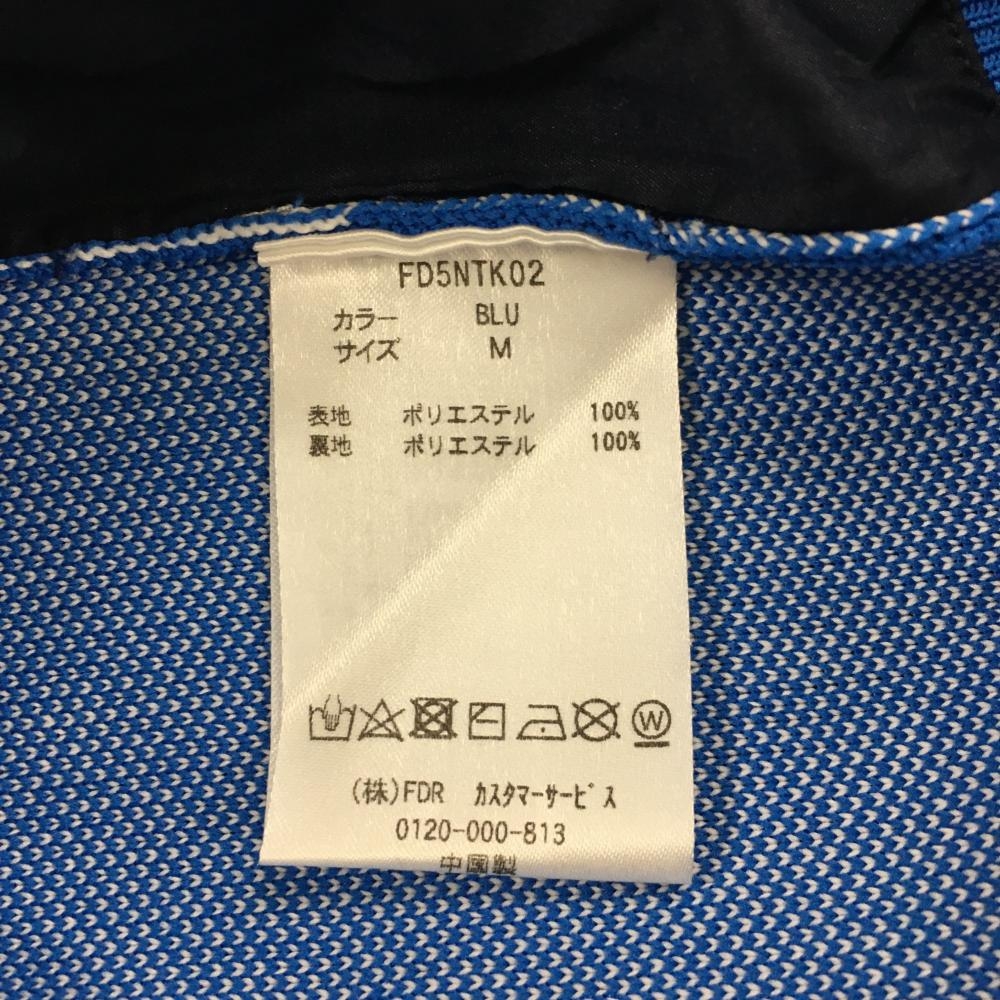 FD5NTK02
カラー BLU
サイズ M
表地 ポリエステル 100%
裏地 ポリエステル 100%
W
(株)FDR カスタマーサービス
0120-000-813
中国製